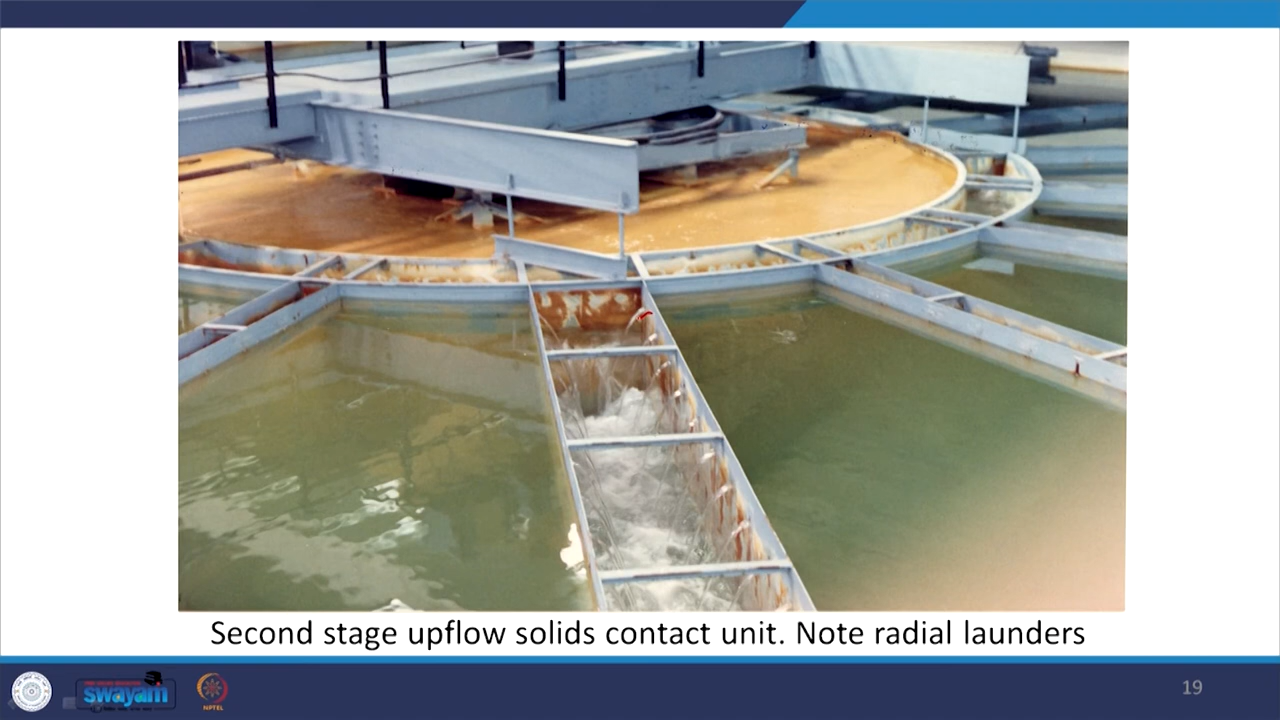 Second stage upflow solids contact unit. Note radial launders
swayam
NPTEL
19